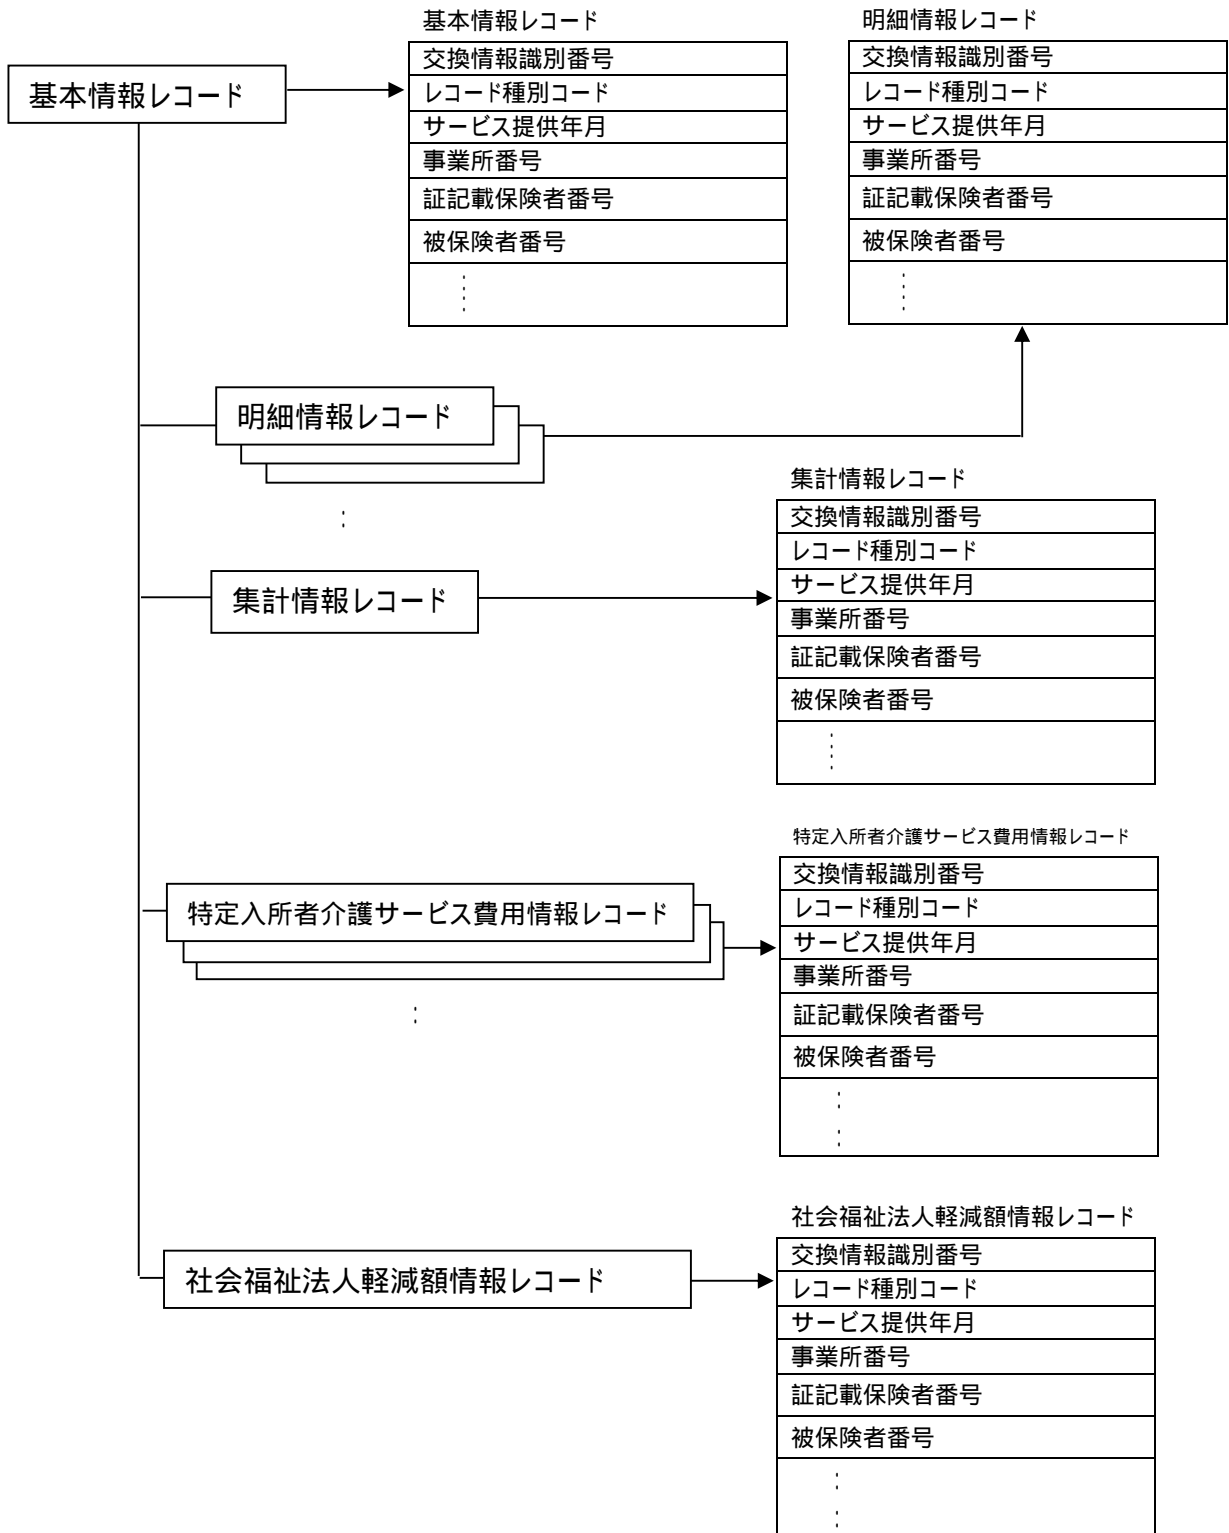 基本情報レコード
基本情報レコード
交換情報識別番号
レコード種別コード
サービス提供年月
事業所番号
証記載保険者番号
被保険者番号
明細情報レコード
交換情報識別番号
レコード種別コード
サービス提供年月
事業所番号
証記載保険者番号
被保険者番号
明細情報レコード
集計情報レコード
集計情報レコード
交換情報識別番号
レコード種別コード
サービス提供年月
事業所番号
証記載保険者番号
被保険者番号
特定入所者介護サービス費用情報レコード
特定入所者介護サービス費用情報レコード
交換情報識別番号
レコード種別コード
サービス提供年月
事業所番号
証記載保険者番号
被保険者番号
社会福祉法人軽減額情報レコード
社会福祉法人軽減額情報レコード
交換情報識別番号
レコード種別コード
サービス提供年月
事業所番号
証記載保険者番号
被保険者番号